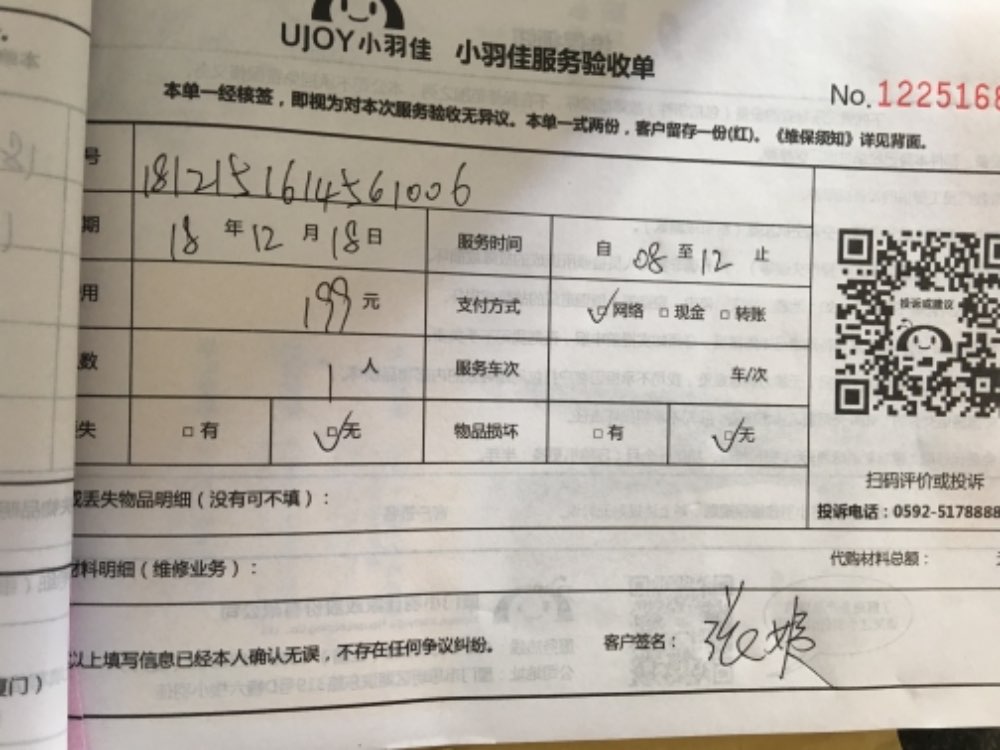 UJOY小羽佳 小羽佳服务验收单
No.1225168
本单一经核签，即视为对本次服务验收无异议。本单一式两份，客户留存一份(红)。《维保须知》详见背面。
号 1812151614561006
期 18 年 12 月 18 日 服务时间 自 08 至 12 止
用 199 元 支付方式 网络 现金 转账
投诉或建议
数 1 人 服务车次 车/次
失 有 无 物品损坏 有 无
扫码评价或投诉
丢失物品明细（没有可不填）：
投诉电话：0592-5178888
料明细（维修业务）：
代购材料总额：
以上填写信息已经本人确认无误，不存在任何争议纠纷。 客户签名：
门）